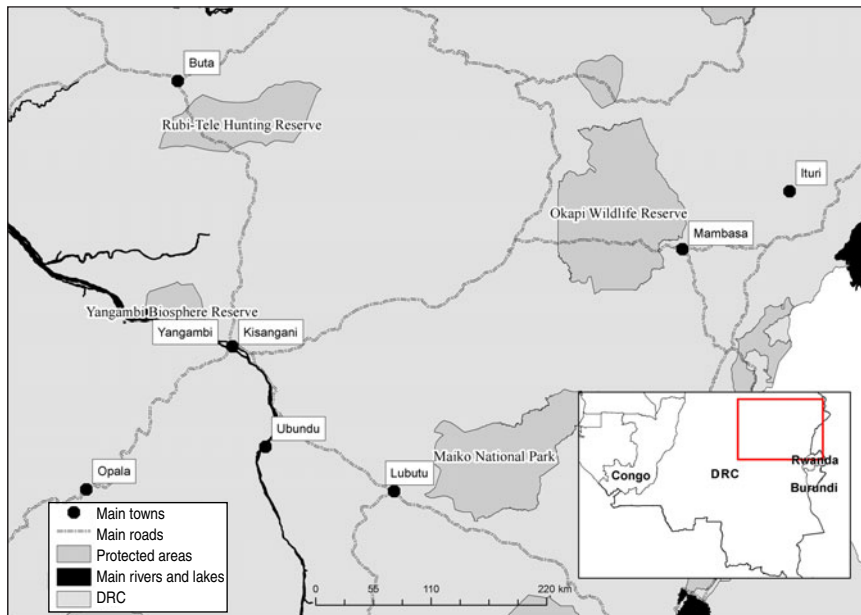 Buta
Rubi-Tele Hunting Reserve
Ituri
Okapi Wildlife Reserve
Mambasa
Yangambi Biosphere Reserve
Yangambi
Kisangani
Ubundu
Maiko National Park
Opala
Lubutu
Congo
DRC
Rwanda
Burundi
Main towns
Main roads
Protected areas
Main rivers and lakes
DRC
0 55 110 220 km